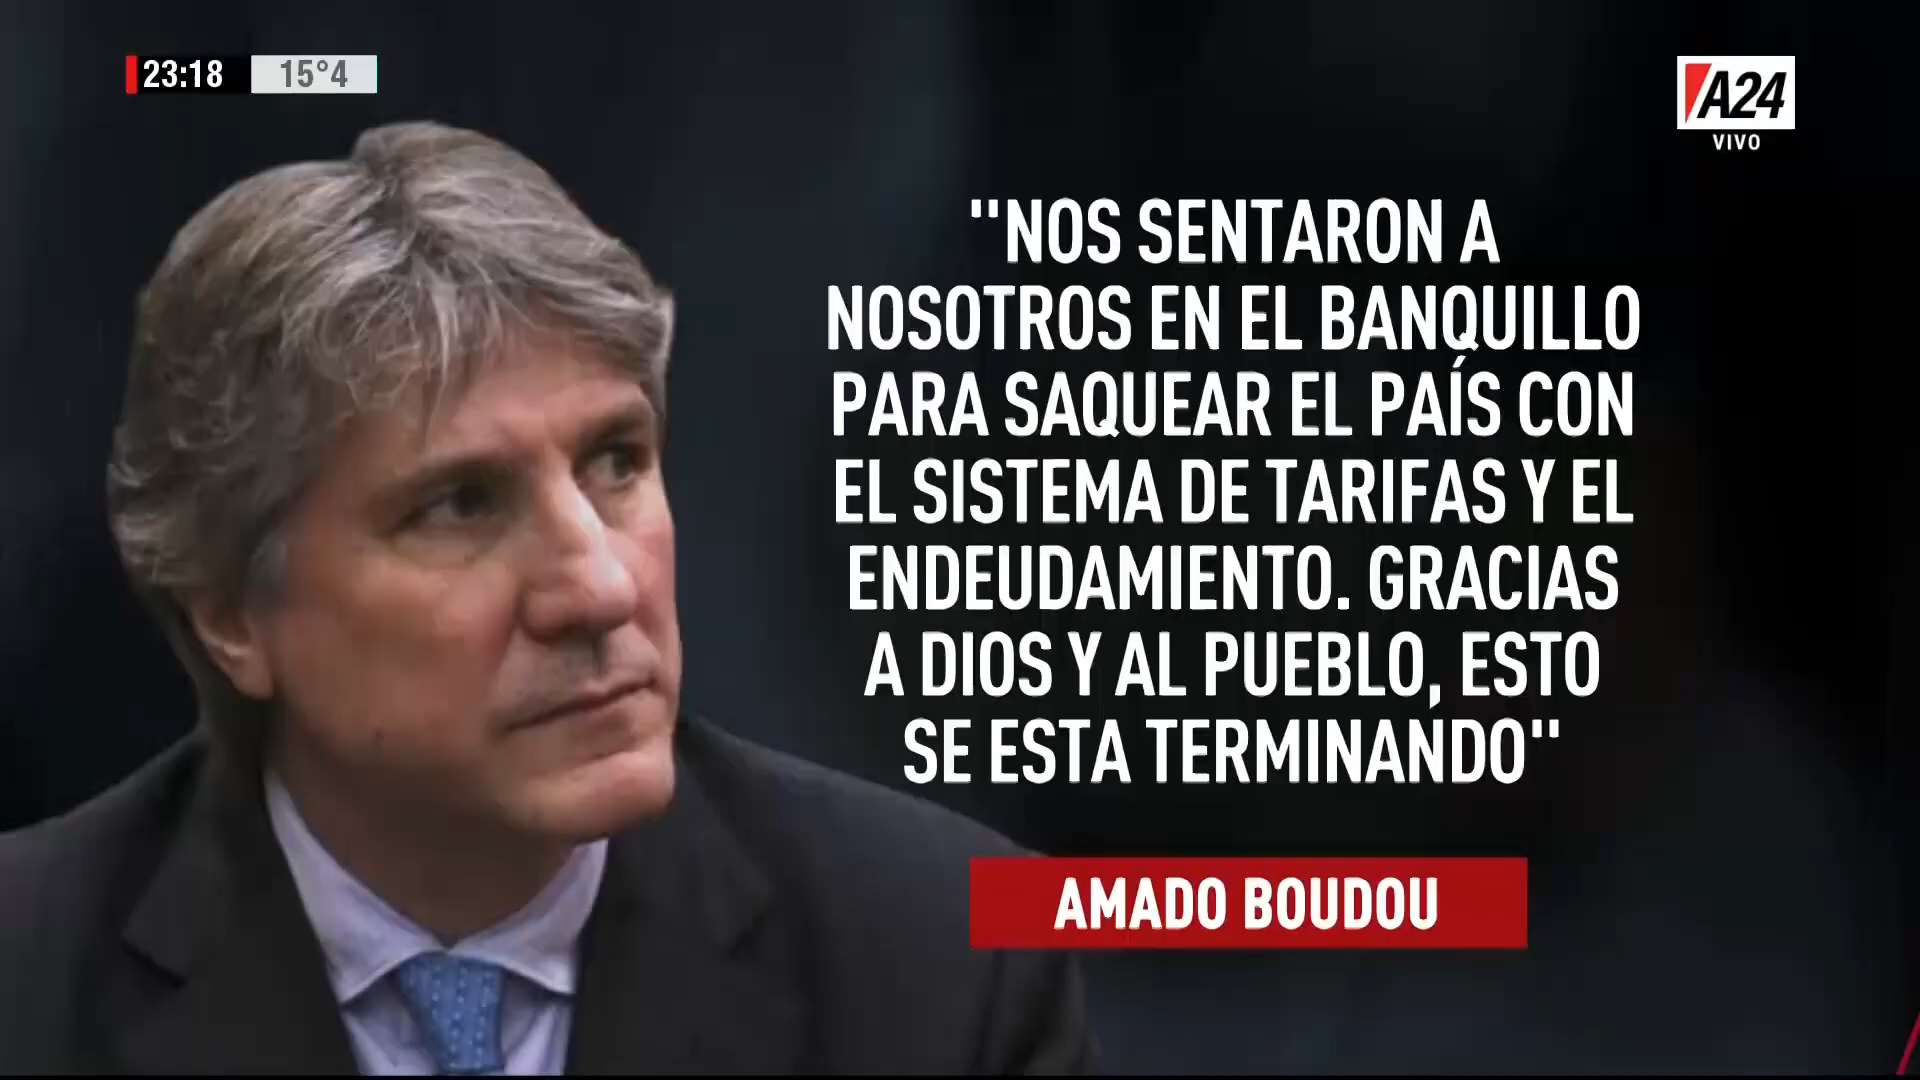 23:18 15°4
A24
VIVO
"NOS SENTARON A
NOSOTROS EN EL BANQUILLO
PARA SAQUEAR EL PAÍS CON
EL SISTEMA DE TARIFAS Y EL
ENDEUDAMIENTO. GRACIAS
A DIOS Y AL PUEBLO, ESTO
SE ESTA TERMINANDO"
AMADO BOUDOU